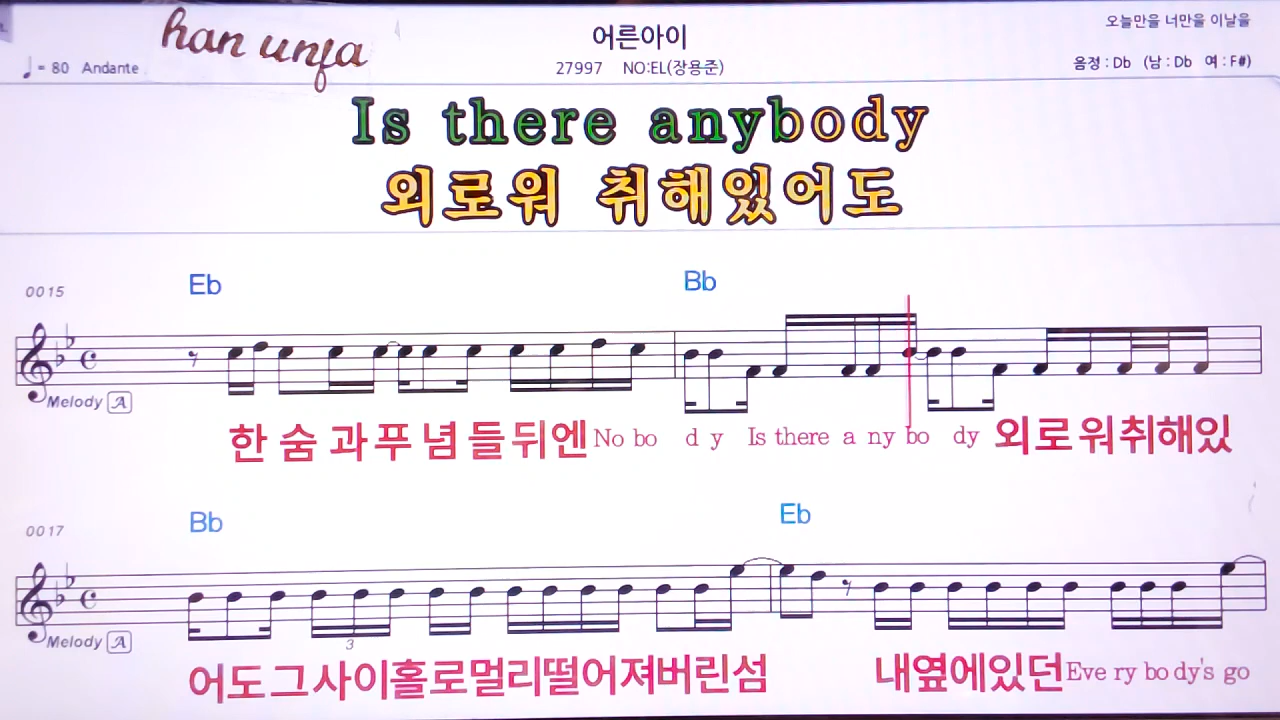 han unfa
어른아이
오늘만을 너만을 이날을
♩ = 80 Andante
27997 NO:EL(장용준)
음정 : Db (남 : Db 여 : F#)
Is there anybody
외로워 취해있어도
0015
Eb
Bb
Melody A
한 숨 과 푸 념 들 뒤 엔 No bo d y Is there a ny bo dy 외 로 워 취 해 있
0017
Bb
Eb
3
Melody A
어 도 그 사 이 홀 로 멀 리 떨 어 져 버 린 섬 내 옆 에 있 던 Eve ry bo dy's go